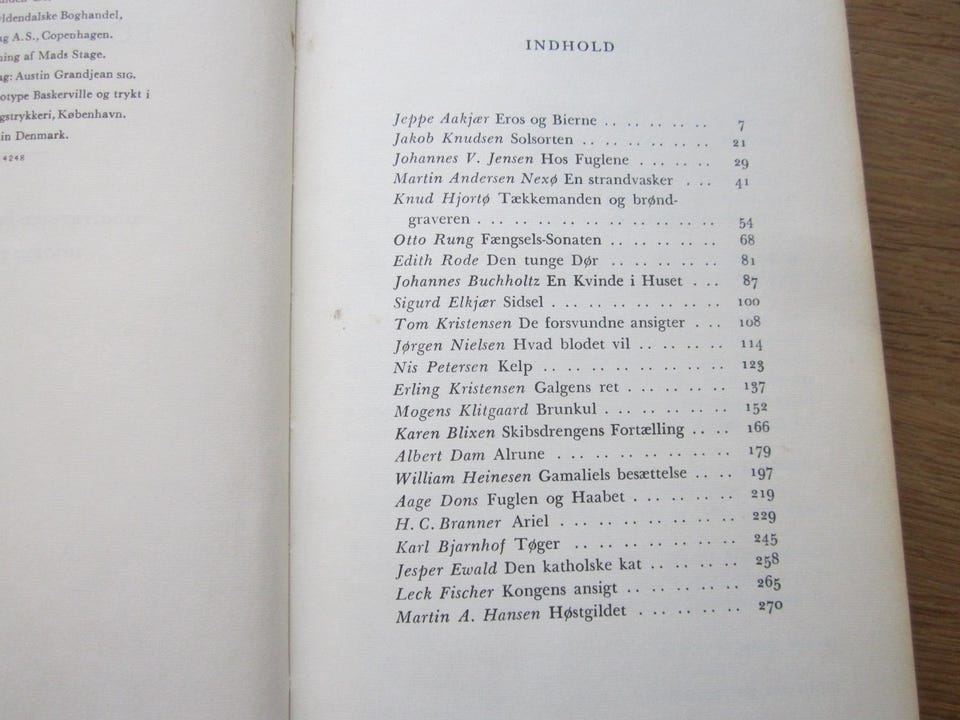 yldendalske Boghandel,
ng A.S., Copenhagen.
ning af Mads Stage.
ag: Austin Grandjean SIG.
otype Baskerville og trykt i
gstrykkeri, København.
in Denmark.
4248
INDHOLD
Jeppe Aakjær Eros og Bierne . . . . . . . . 7
Jakob Knudsen Solsorten . . . . . . . . . 21
Johannes V. Jensen Hos Fuglene . . . . . . 29
Martin Andersen Nexø En strandvasker . . . 41
Knud Hjortø Tækkemanden og brønd-
graveren . . . . . . . . . . . . . . . . 54
Otto Rung Fængsels-Sonaten . . . . . . . . 68
Edith Rode Den tunge Dør . . . . . . . . 81
Johannes Buchholtz En Kvinde i Huset . . . 87
Sigurd Elkjær Sidsel . . . . . . . . . . . . 100
Tom Kristensen De forsvundne ansigter . . . 108
Jørgen Nielsen Hvad blodet vil . . . . . . . 114
Nis Petersen Kelp . . . . . . . . . . . . . 123
Erling Kristensen Galgens ret . . . . . . . . 137
Mogens Klitgaard Brunkul . . . . . . . . . 152
Karen Blixen Skibsdrengens Fortælling . . . . 166
Albert Dam Alrune . . . . . . . . . . . . 179
William Heinesen Gamaliels besættelse . . . . 197
Aage Dons Fuglen og Haabet . . . . . . . . 219
H. C. Branner Ariel . . . . . . . . . . . . 229
Karl Bjarnhof Tøger . . . . . . . . . . . 245
Jesper Ewald Den katholske kat . . . . . . . 258
Leck Fischer Kongens ansigt . . . . . . . . 265
Martin A. Hansen Høstgildet . . . . . . . . 270